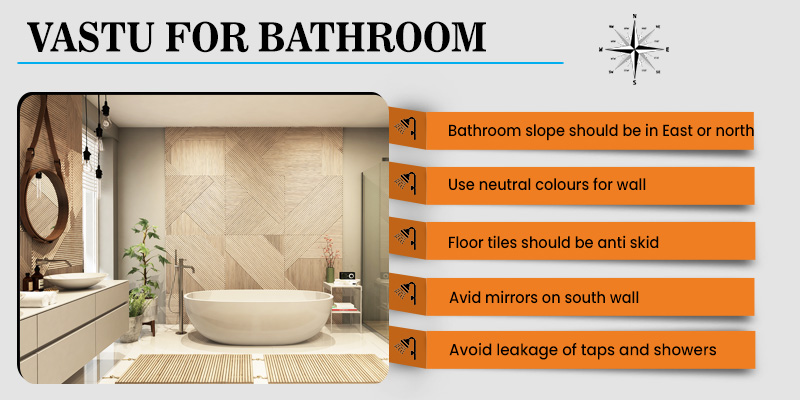 VASTU FOR BATHROOM
N
W
E
S
Bathroom slope should be in East or north
Use neutral colours for wall
Floor tiles should be anti skid
Avid mirrors on south wall
Avoid leakage of taps and showers